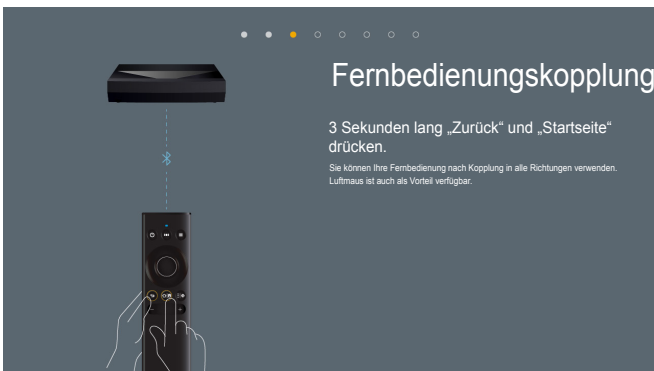 Fernbedienungskopplung
3 Sekunden lang „Zurück“ und „Startseite“
drücken.
Sie können Ihre Fernbedienung nach Kopplung in alle Richtungen verwenden.
Luftmaus ist auch als Vorteil verfügbar.